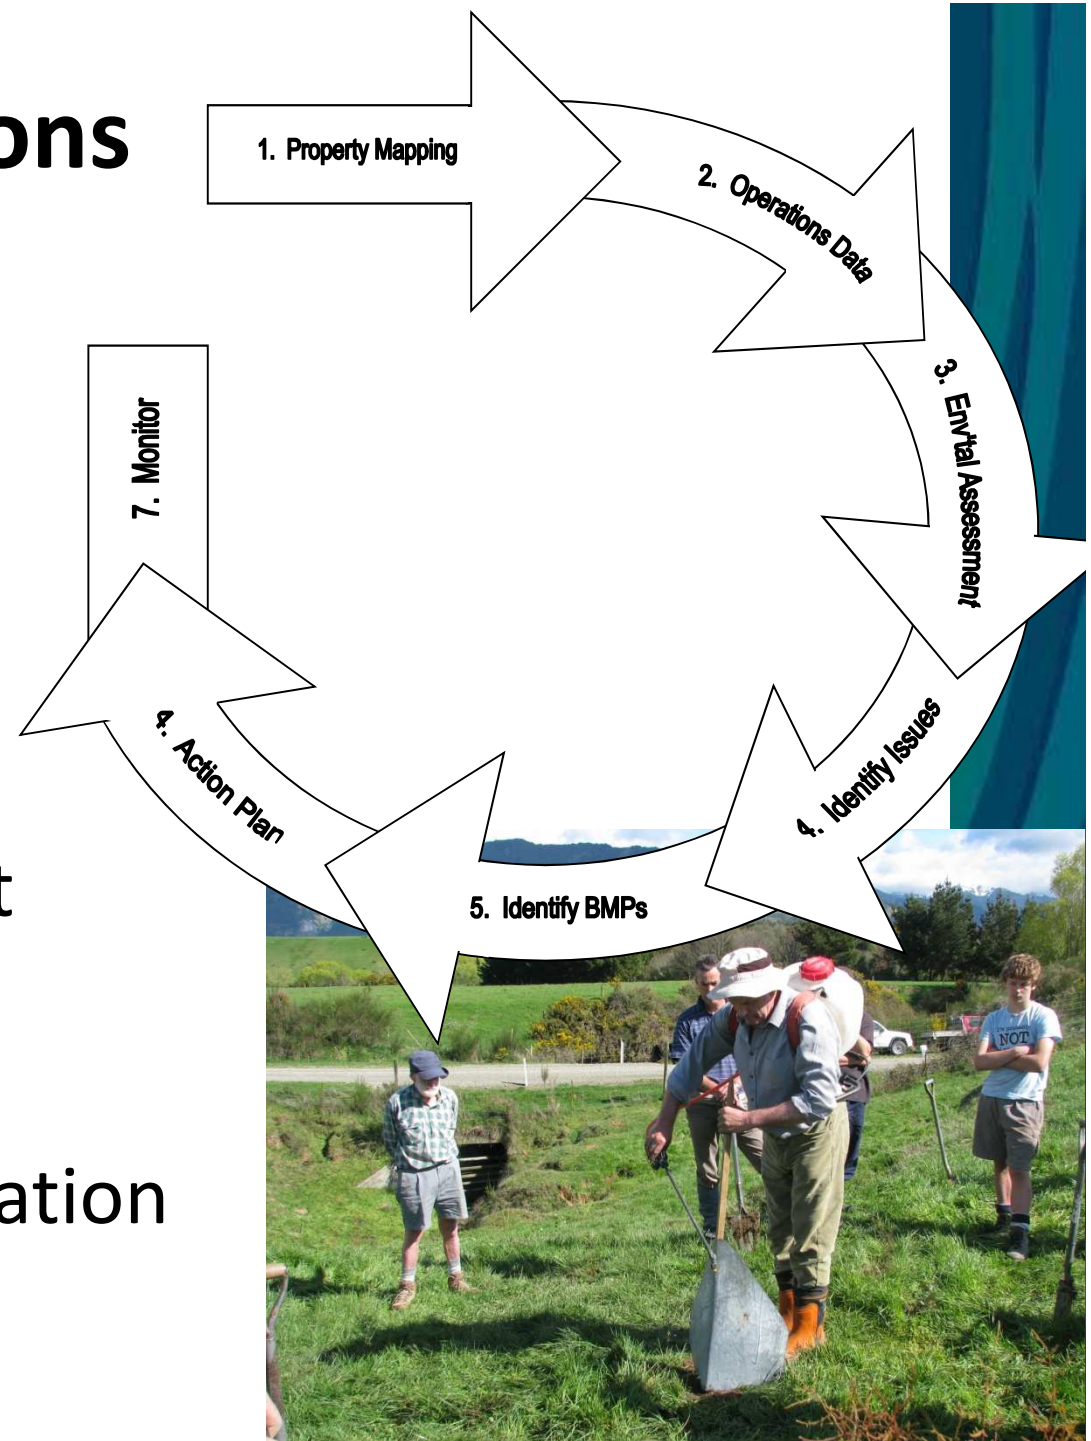 ons
1. Property Mapping
2. Operations Data
3. Env'tal Assessment
4. Identify Issues
5. Identify BMPs
4. Action Plan
7. Monitor
t
ation
NOT